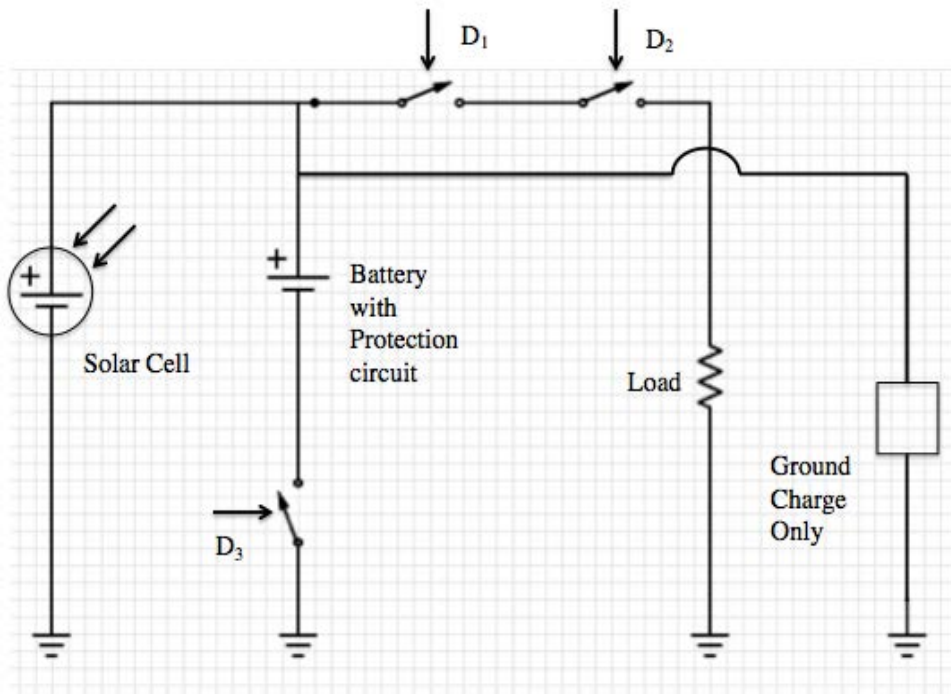 D₁
D₂
+
+
Battery
with
Protection
circuit
Solar Cell
Load
Ground
Charge
Only
D₃